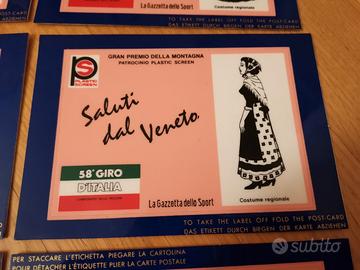 La Gazzetta dello Sport
Costume regionale
TO TAKE THE LABEL OFF FOLD THE POST-CARD
DAS ETIKETT DURCH BIEGEN DER KARTE ABZIEHEN
PS
PLASTIC
SCREEN
GRAN PREMIO DELLA MONTAGNA
PATROCINIO PLASTIC SCREEN
Saluti
dal Veneto
58° GIRO
D'ITALIA
La Gazzetta dello Sport
Costume regionale
TO TAKE THE LABEL OFF FOLD THE POST-CARD
DAS ETIKETT DURCH BIEGEN DER KARTE ABZIEHEN
PER STACCARE L'ETICHETTA PIEGARE LA CARTOLINA
POUR DÉTACHER L'ÉTIQUETTE PLIER LA CARTE POSTALE
subito